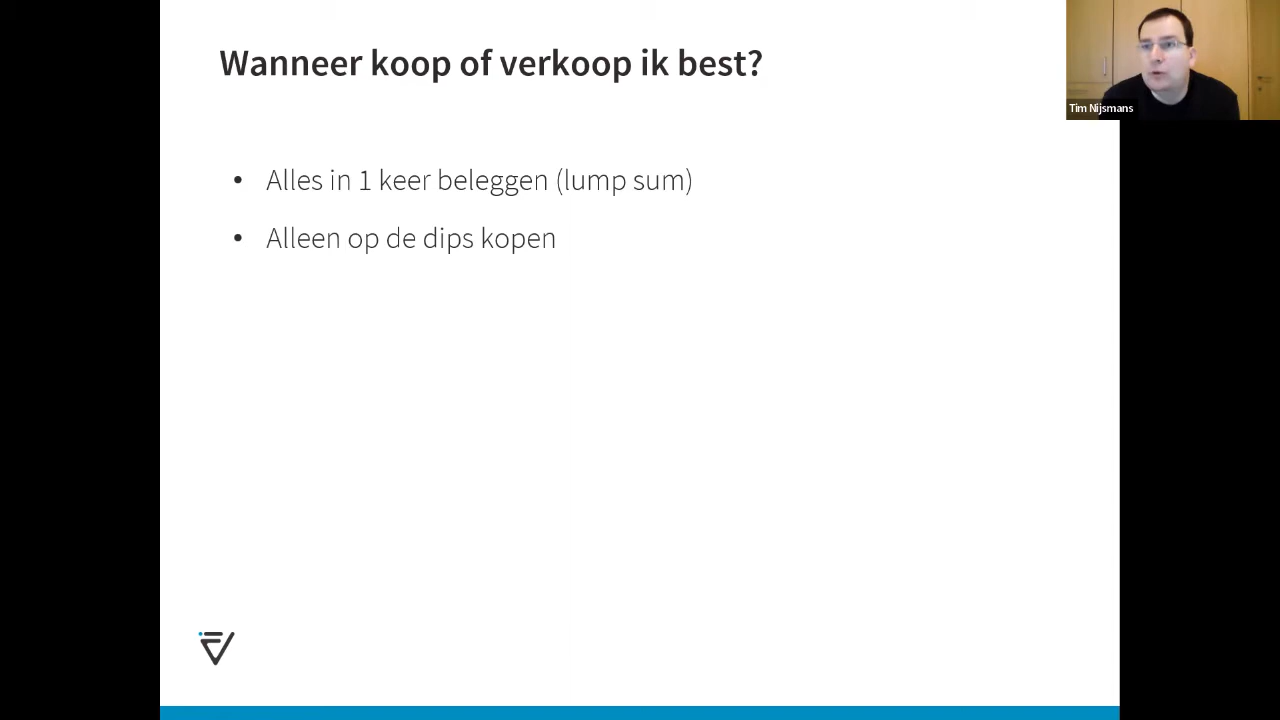 Wanneer koop of verkoop ik best?
Tim Nijsmans
• Alles in 1 keer beleggen (lump sum)
• Alleen op de dips kopen